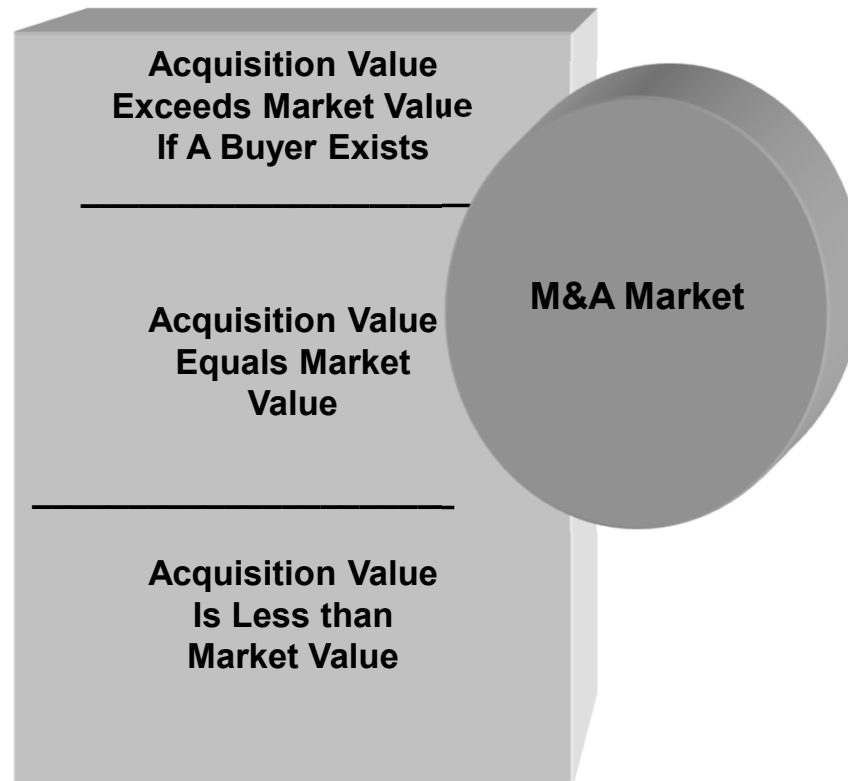 Acquisition Value
Exceeds Market Value
If A Buyer Exists
Acquisition Value
Equals Market
Value
M&A Market
Acquisition Value
Is Less than
Market Value